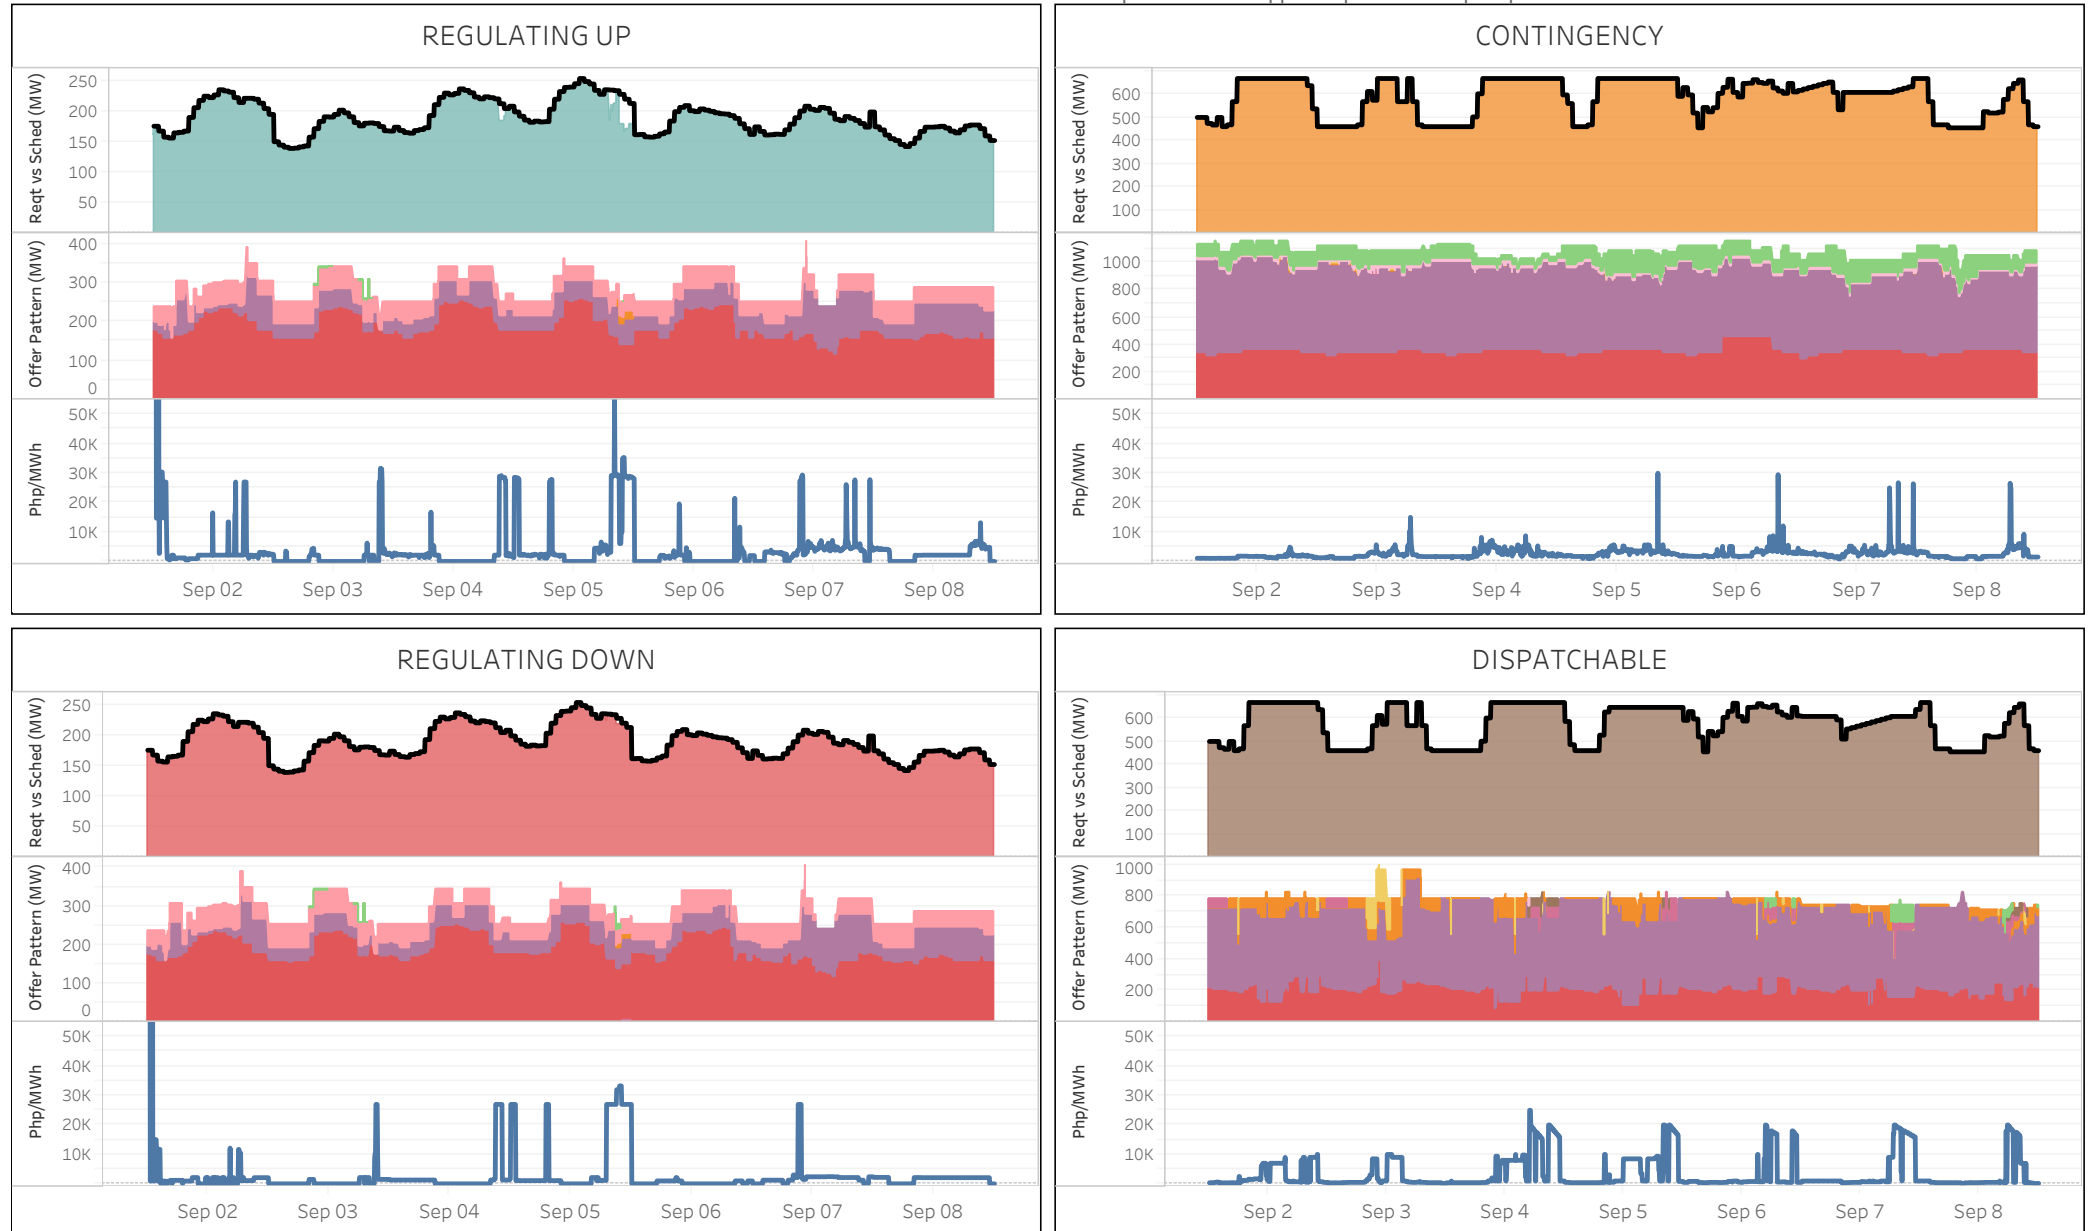 REGULATING UP
Reqt vs Sched (MW)
250
200
150
100
50
Offer Pattern (MW)
400
300
200
100
0
Php/MWh
50K
40K
30K
20K
10K
Sep 02 Sep 03 Sep 04 Sep 05 Sep 06 Sep 07 Sep 08
CONTINGENCY
Reqt vs Sched (MW)
600
500
400
300
200
100
Offer Pattern (MW)
1000
800
600
400
200
Php/MWh
50K
40K
30K
20K
10K
Sep 2 Sep 3 Sep 4 Sep 5 Sep 6 Sep 7 Sep 8
REGULATING DOWN
Reqt vs Sched (MW)
250
200
150
100
50
Offer Pattern (MW)
400
300
200
100
0
Php/MWh
50K
40K
30K
20K
10K
Sep 02 Sep 03 Sep 04 Sep 05 Sep 06 Sep 07 Sep 08
DISPATCHABLE
Reqt vs Sched (MW)
600
500
400
300
200
100
Offer Pattern (MW)
1000
800
600
400
200
Php/MWh
50K
40K
30K
20K
10K
Sep 2 Sep 3 Sep 4 Sep 5 Sep 6 Sep 7 Sep 8